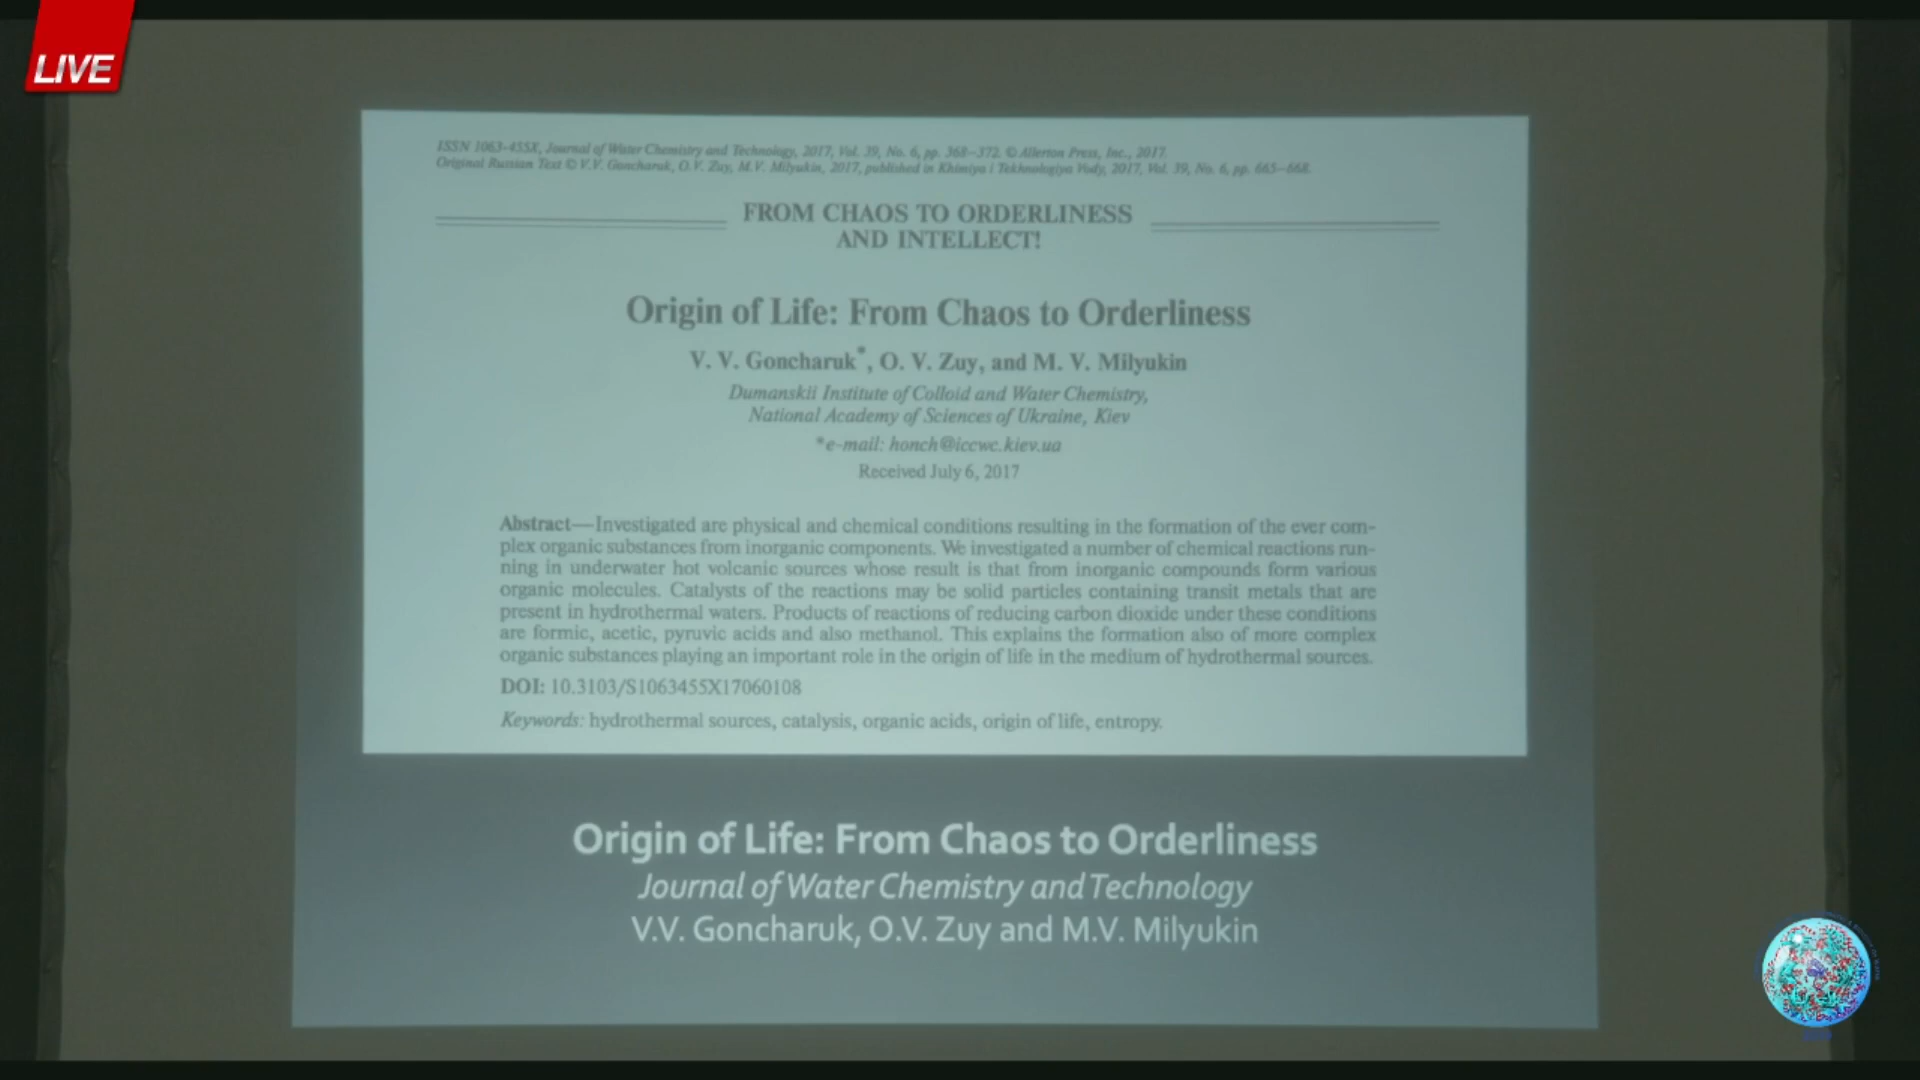 LIVE
ISSN 1063-455X, Journal of Water Chemistry and Technology, 2017, Vol. 39, No. 6, pp. 368–372. © Allerton Press, Inc., 2017.
Original Russian Text © V.V. Goncharuk, O.V. Zuy, M.V. Milyukin, 2017, published in Khimiya i Tekhnologiya Vody, 2017, Vol. 39, No. 6, pp. 665–668.
FROM CHAOS TO ORDERLINESS
AND INTELLECT!
Origin of Life: From Chaos to Orderliness
V. V. Goncharuk*, O. V. Zuy, and M. V. Milyukin
Dumanskii Institute of Colloid and Water Chemistry,
National Academy of Sciences of Ukraine, Kiev
*e-mail: honch@iccwc.kiev.ua
Received July 6, 2017
Abstract—Investigated are physical and chemical conditions resulting in the formation of the ever com-
plex organic substances from inorganic components. We investigated a number of chemical reactions run-
ning in underwater hot volcanic sources whose result is that from inorganic compounds form various
organic molecules. Catalysts of the reactions may be solid particles containing transit metals that are
present in hydrothermal waters. Products of reactions of reducing carbon dioxide under these conditions
are formic, acetic, pyruvic acids and also methanol. This explains the formation also of more complex
organic substances playing an important role in the origin of life in the medium of hydrothermal sources.
DOI: 10.3103/S1063455X17060108
Keywords: hydrothermal sources, catalysis, organic acids, origin of life, entropy.
Origin of Life: From Chaos to Orderliness
Journal of Water Chemistry and Technology
V.V. Goncharuk, O.V. Zuy and M.V. Milyukin